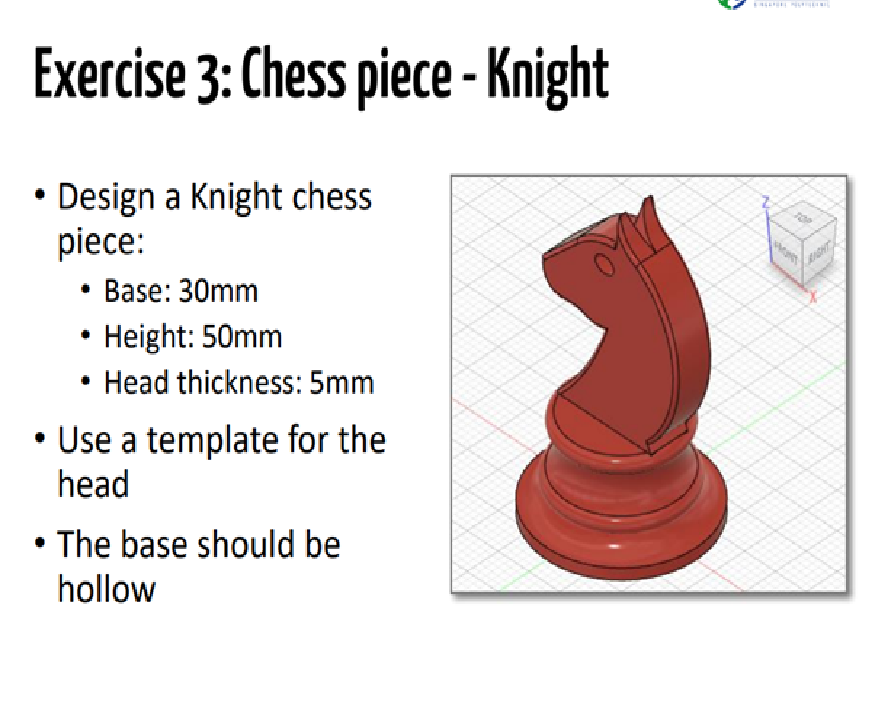 Exercise 3: Chess piece - Knight
• Design a Knight chess
piece:
• Base: 30mm
• Height: 50mm
• Head thickness: 5mm
• Use a template for the
head
• The base should be
hollow
Z
TOP
FRONT
RIGHT
X